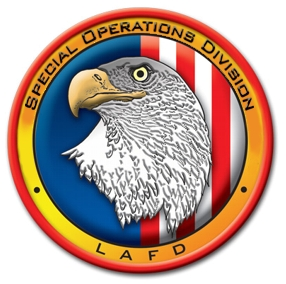 SPECIAL OPERATIONS DIVISION
LAFD